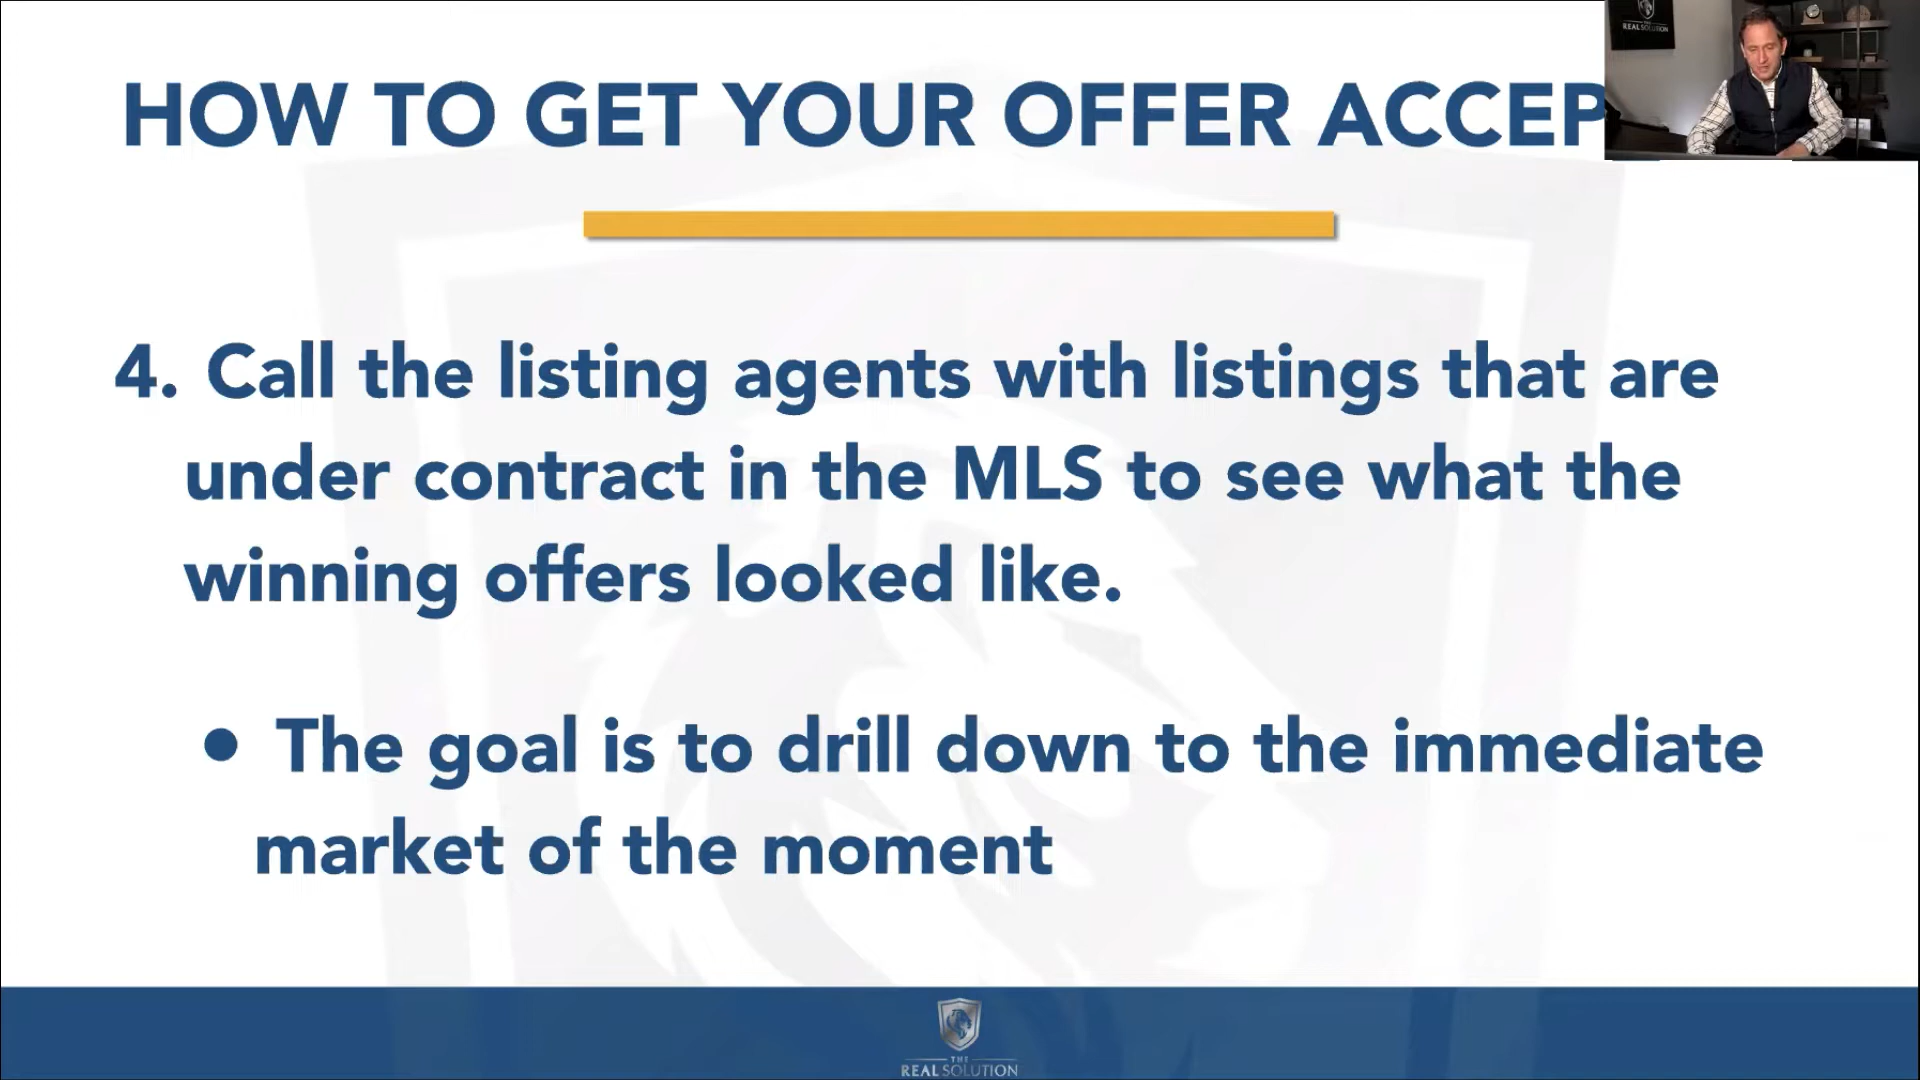 HOW TO GET YOUR OFFER ACCEP
REAL SOLUTION
4. Call the listing agents with listings that are
under contract in the MLS to see what the
winning offers looked like.
• The goal is to drill down to the immediate
market of the moment
THE
REAL SOLUTION